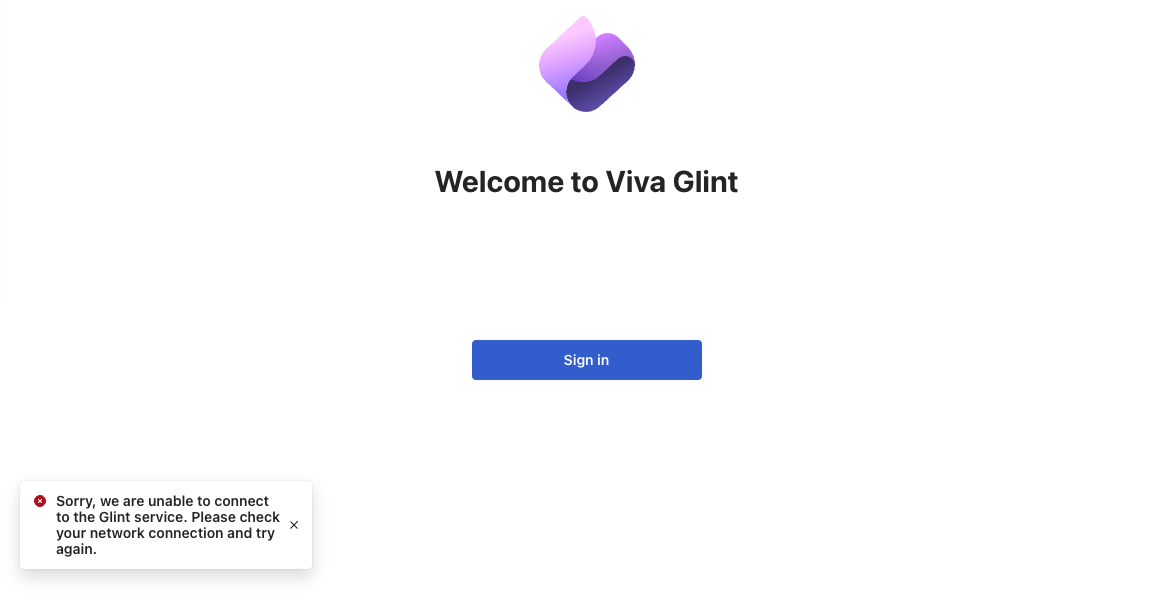 Welcome to Viva Glint
Sign in
Sorry, we are unable to connect
to the Glint service. Please check
your network connection and try
again.